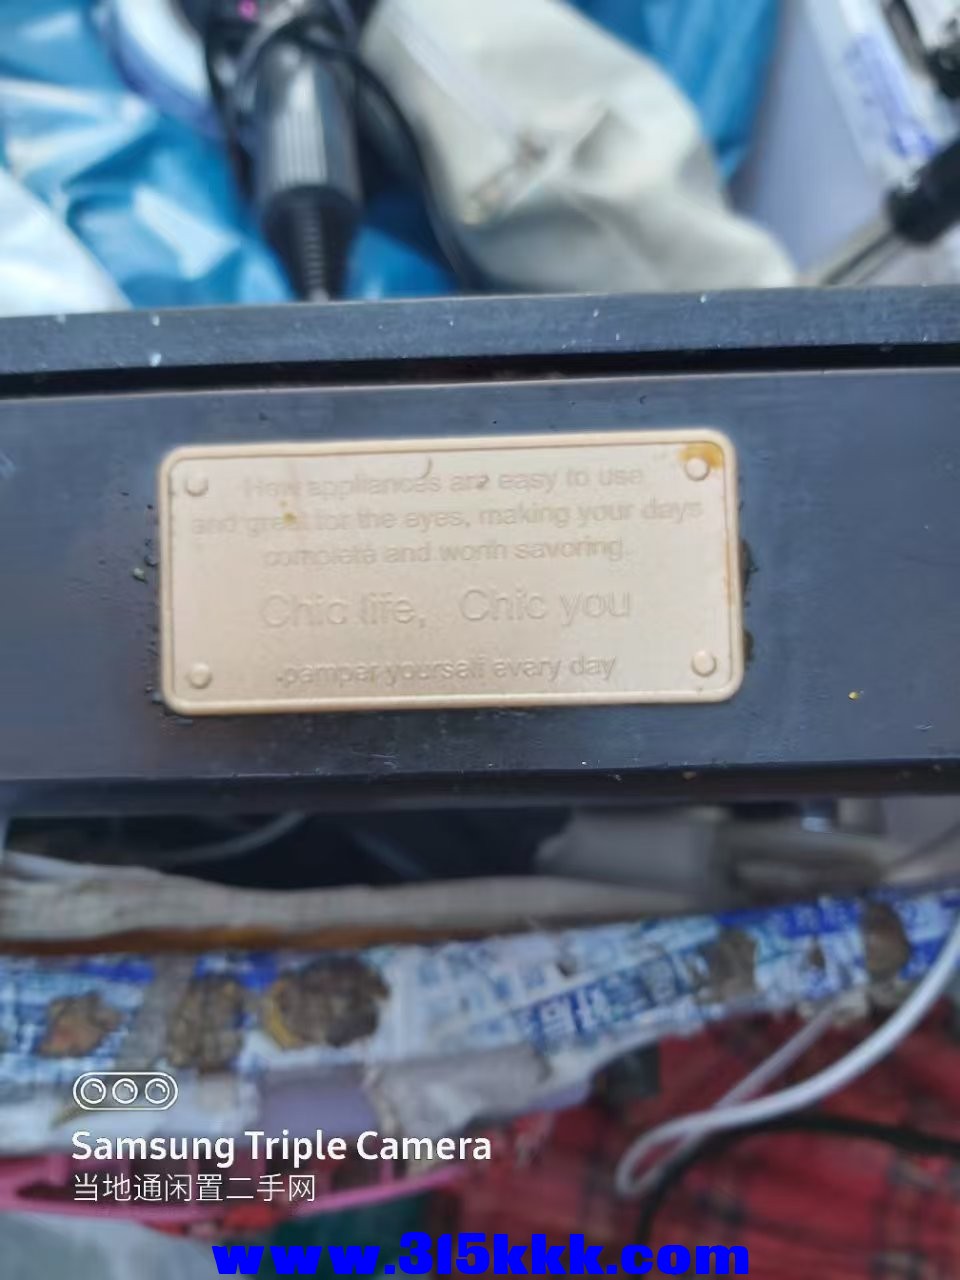 How appliances are easy to use
and great for the eyes, making your days
complete and worth savoring.
Chic life, Chic you
pamper yourself every day
Samsung Triple Camera
当地通闲置二手网
www.315kkk.com